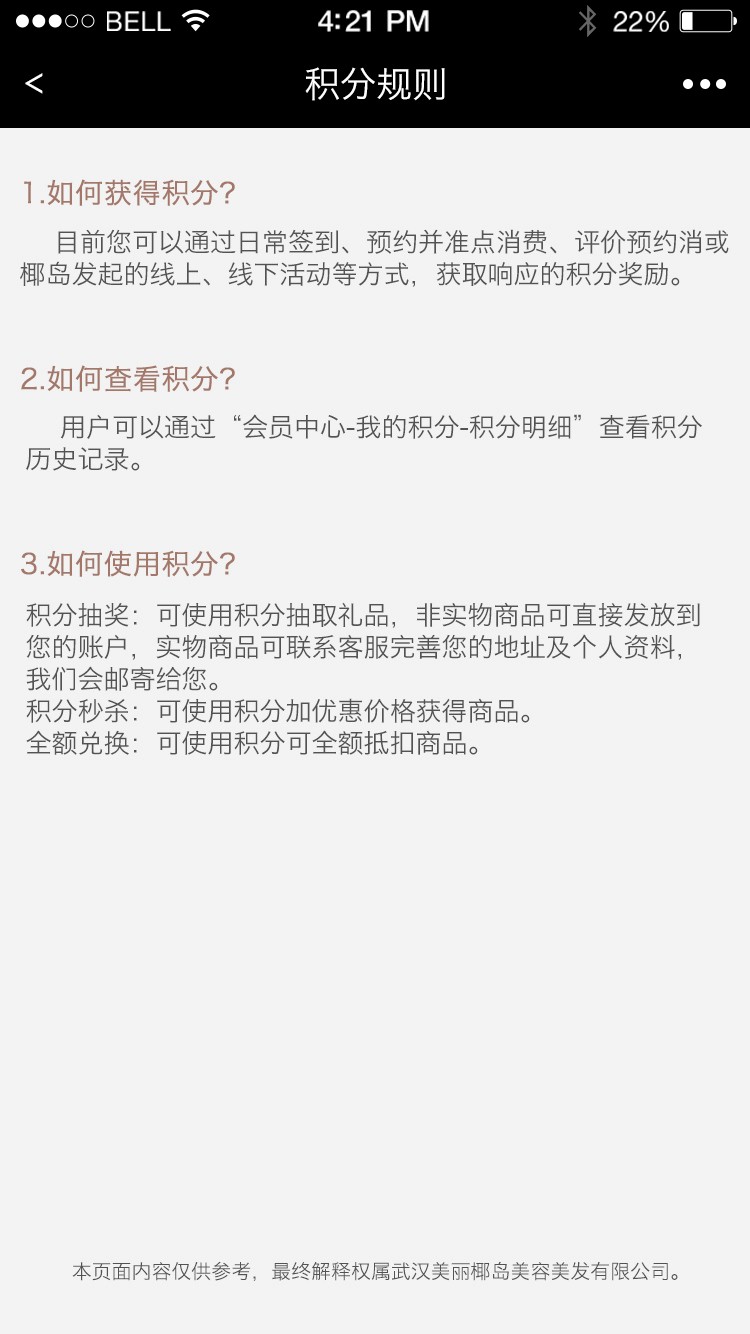 BELL 4:21 PM 22%
< 积分规则
1.如何获得积分?
目前您可以通过日常签到、预约并准点消费、评价预约消或
椰岛发起的线上、线下活动等方式，获取响应的积分奖励。
2.如何查看积分?
用户可以通过“会员中心-我的积分-积分明细”查看积分
历史记录。
3.如何使用积分?
积分抽奖：可使用积分抽取礼品，非实物商品可直接发放到
您的账户，实物商品可联系客服完善您的地址及个人资料，
我们会邮寄给您。
积分秒杀：可使用积分加优惠价格获得商品。
全额兑换：可使用积分可全额抵扣商品。
本页面内容仅供参考，最终解释权属武汉美丽椰岛美容美发有限公司。